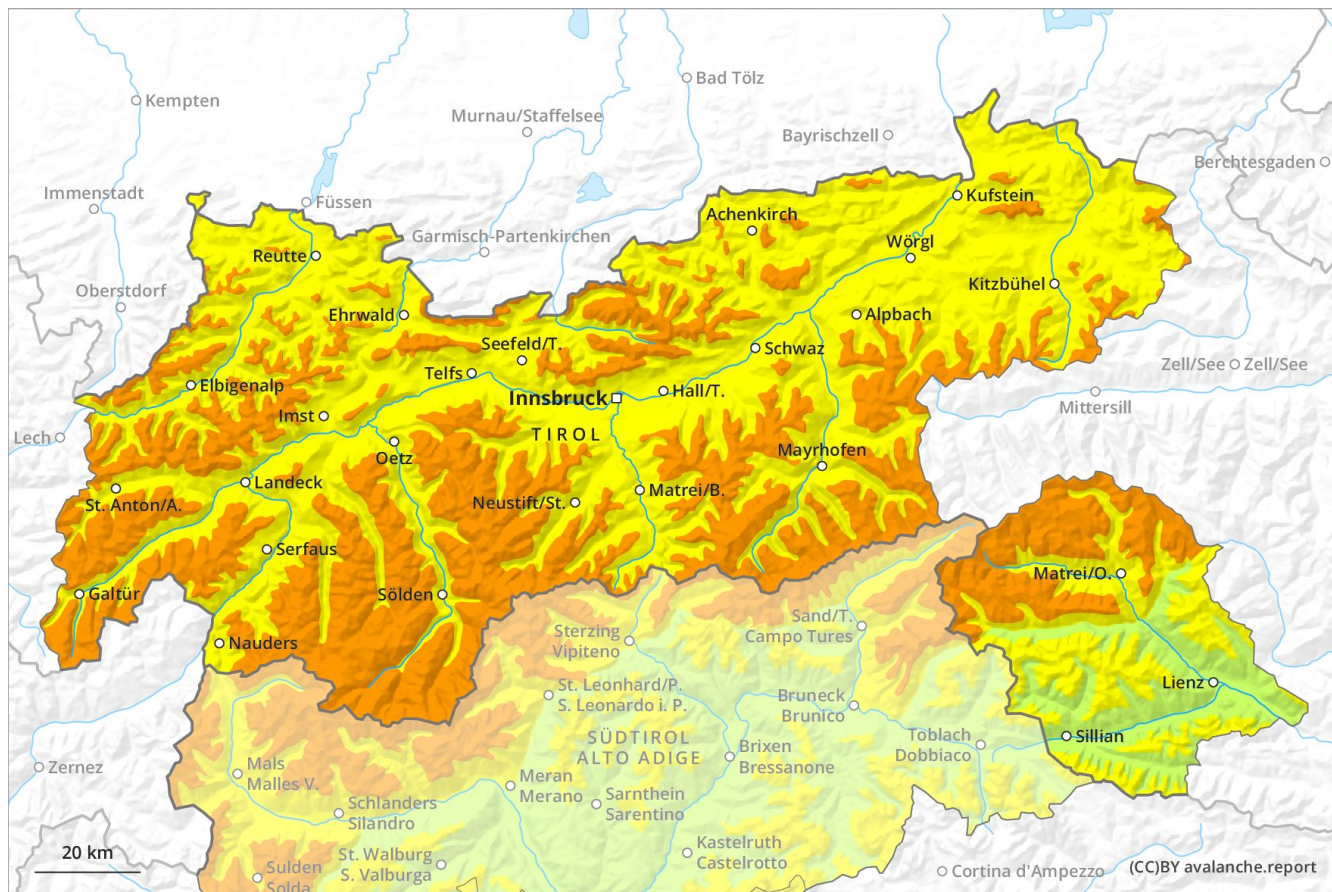 Kempten
Bad Tölz
Murnau/Staffelsee
Bayrischzell
Berchtesgaden
Immenstadt
Füssen
Kufstein
Achenkirch
Garmisch-Partenkirchen
Wörgl
Reutte
Kitzbühel
Oberstdorf
Ehrwald
Alpbach
Seefeld/T.
Schwaz
Zell/See
Zell/See
Telfs
Elbigenalp
Hall/T.
Innsbruck
Mittersill
Imst
TIROL
Lech
Oetz
Mayrhofen
Landeck
Matrei/B.
St. Anton/A.
Neustift/St.
Serfaus
Matrei/O.
Galtür
Sölden
Sand/T.
Campo Tures
Sterzing
Vipiteno
Nauders
Lienz
St. Leonhard/P.
S. Leonardo i. P.
Bruneck
Brunico
SÜDTIROL
ALTO ADIGE
Sillian
Toblach
Dobbiaco
Brixen
Bressanone
Zernez
Mals
Malles V.
Meran
Merano
Sarnthein
Sarentino
Schlanders
Silandro
Kastelruth
Castelrotto
20 km
St. Walburg
S. Valburga
Cortina d'Ampezzo
(CC)BY avalanche.report
Sulden
Solda